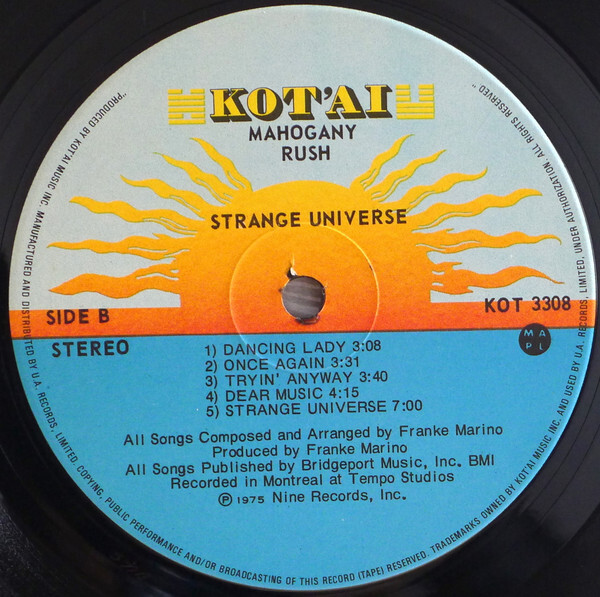 KOT'AI
MAHOGANY
RUSH
STRANGE UNIVERSE
SIDE B
KOT 3308
STEREO
M A
P L
1) DANCING LADY 3:08
2) ONCE AGAIN 3:31
3) TRYIN' ANYWAY 3:40
4) DEAR MUSIC 4:15
5) STRANGE UNIVERSE 7:00
All Songs Composed and Arranged by Franke Marino
Produced by Franke Marino
All Songs Published by Bridgeport Music, Inc. BMI
Recorded in Montreal at Tempo Studios
Ⓟ 1975 Nine Records, Inc.
"PRODUCED BY KOT'AI MUSIC INC. MANUFACTURED AND DISTRIBUTED BY U.A. RECORDS, LIMITED. COPYING, PUBLIC PERFORMANCE AND/OR BROADCASTING OF THIS RECORD (TAPE) RESERVED. TRADEMARKS OWNED BY KOT'AI MUSIC INC. AND USED BY U.A. RECORDS, LIMITED, UNDER AUTHORIZATION. ALL RIGHTS RESERVED"